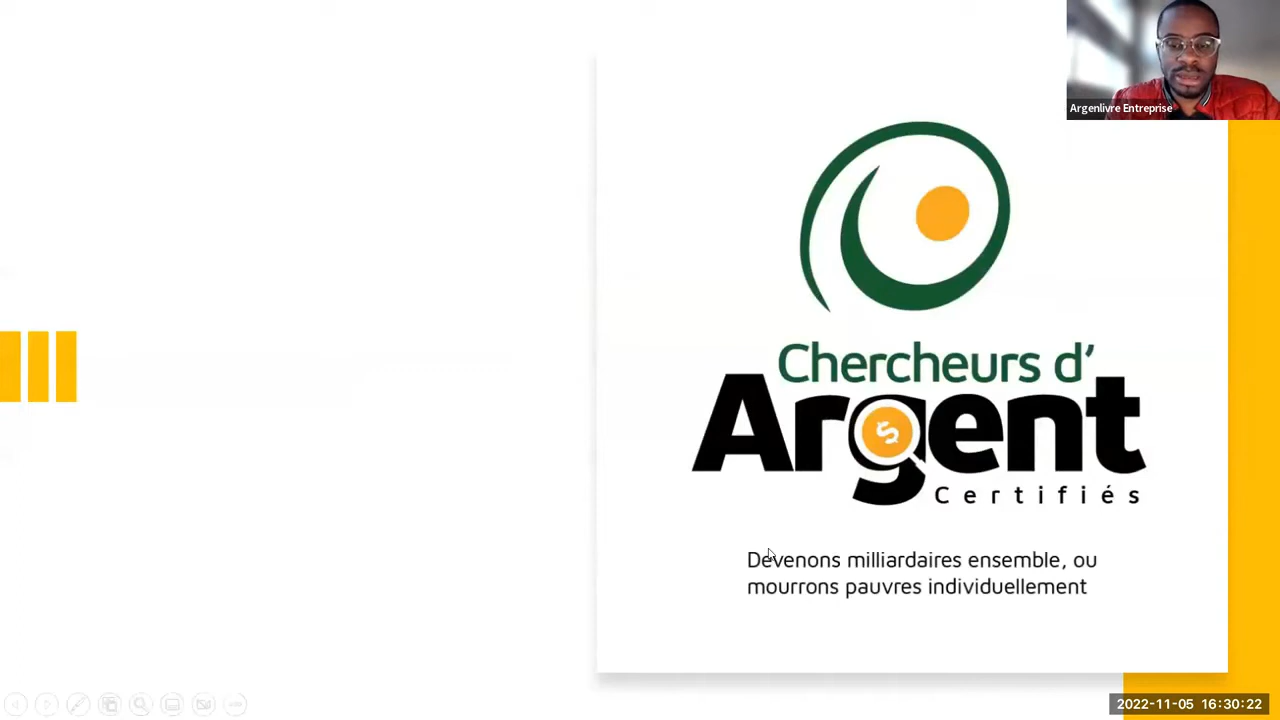 Argenlivre Entreprise
Chercheurs d'
Argent
Certifiés
Devenons milliardaires ensemble, ou
mourrons pauvres individuellement
2022-11-05 16:30:22